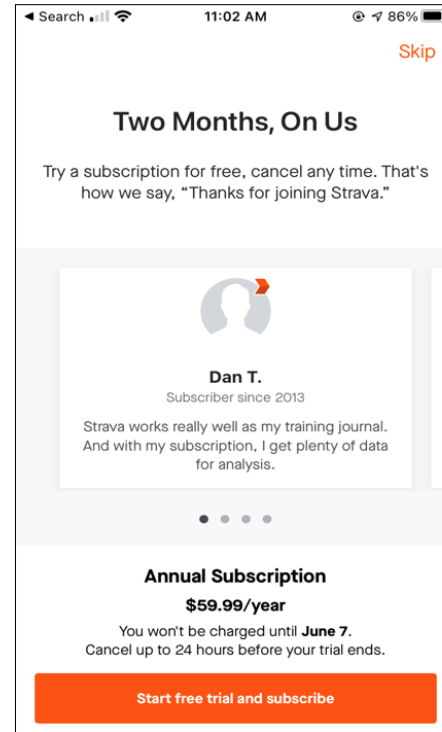 Search
11:02 AM
86%
Skip
Two Months, On Us
Try a subscription for free, cancel any time. That's
how we say, “Thanks for joining Strava.”
Dan T.
Subscriber since 2013
Strava works really well as my training journal.
And with my subscription, I get plenty of data
for analysis.
Annual Subscription
$59.99/year
You won't be charged until June 7.
Cancel up to 24 hours before your trial ends.
Start free trial and subscribe